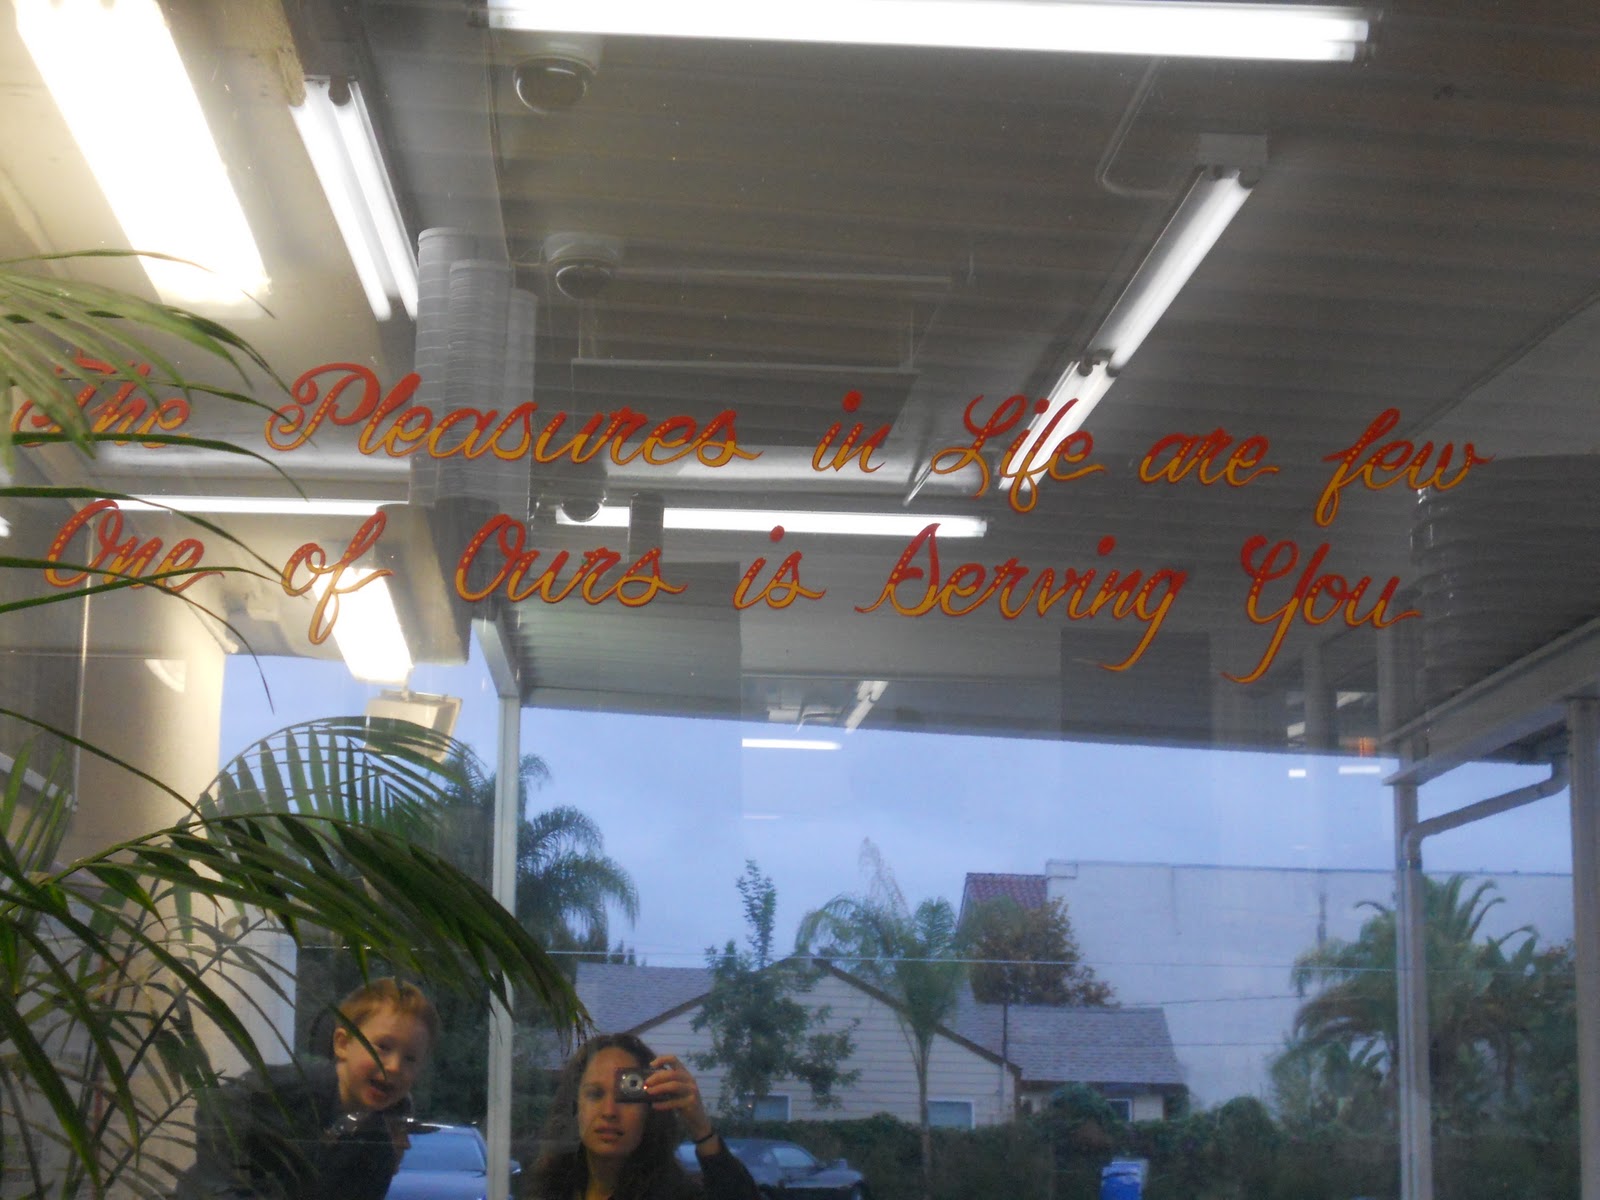 The Pleasures in Life are few
One of Ours is Serving You